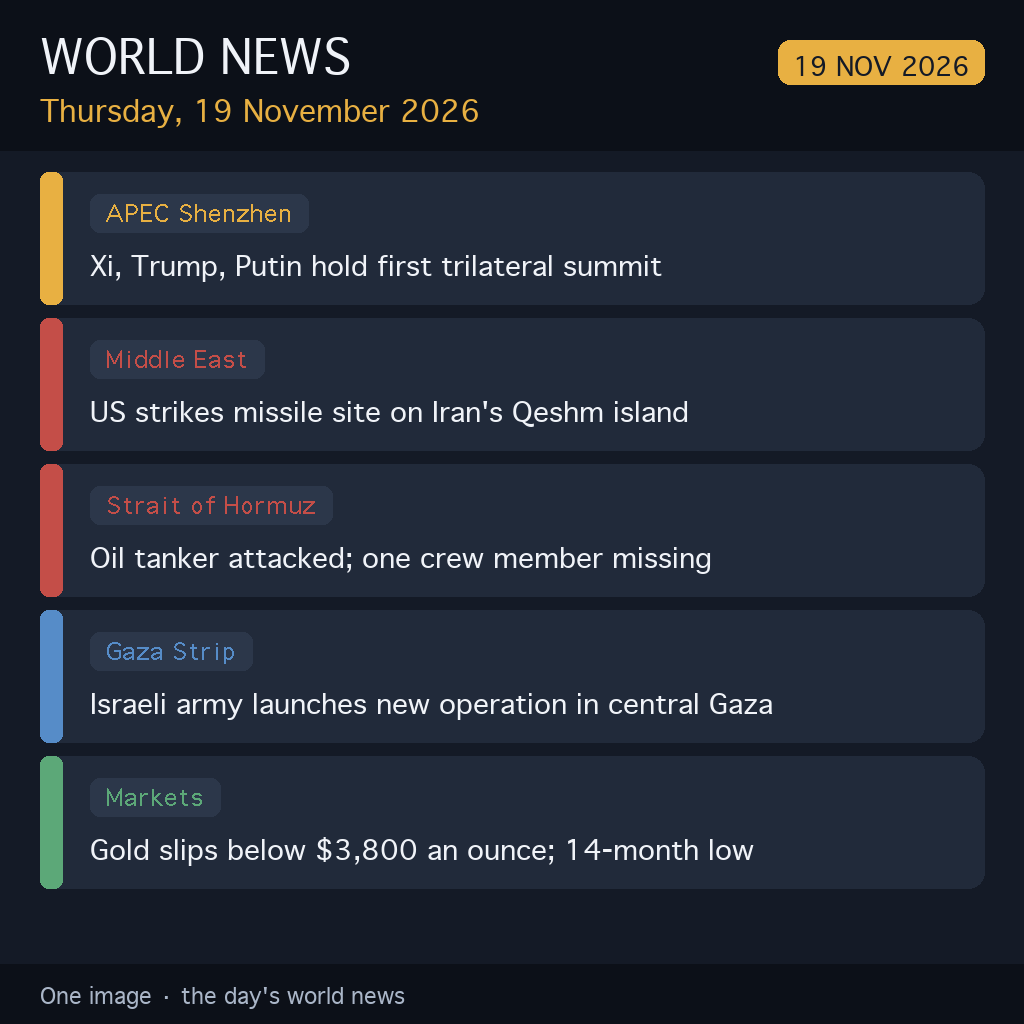 WORLD NEWS
19 NOV 2026
Thursday, 19 November 2026
APEC Shenzhen
Xi, Trump, Putin hold first trilateral summit
Middle East
US strikes missile site on Iran's Qeshm island
Strait of Hormuz
Oil tanker attacked; one crew member missing
Gaza Strip
Israeli army launches new operation in central Gaza
Markets
Gold slips below $3,800 an ounce; 14-month low
One image · the day's world news